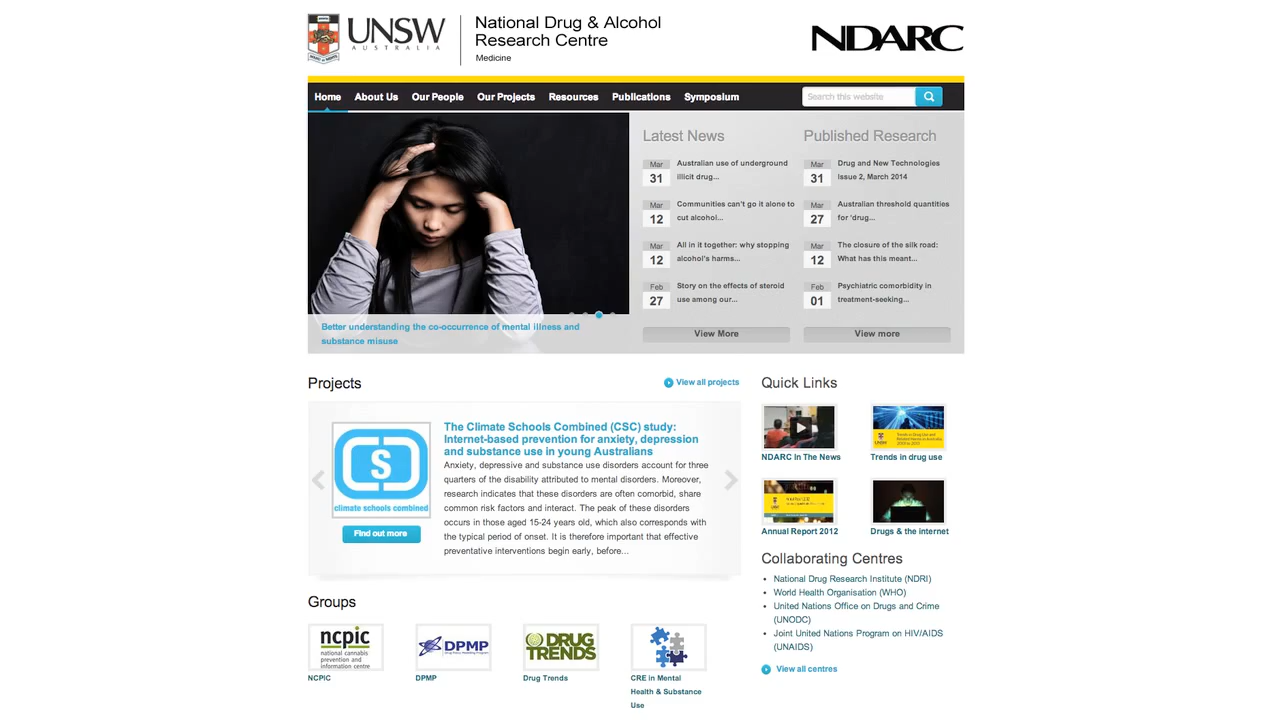 UNSW
AUSTRALIA
National Drug & Alcohol
Research Centre
Medicine
NDARC
Home
About Us
Our People
Our Projects
Resources
Publications
Symposium
Search this website
Better understanding the co-occurrence of mental illness and
substance misuse
Latest News
Mar
31
Australian use of underground
illicit drug...
Mar
12
Communities can't go it alone to
cut alcohol...
Mar
12
All in it together: why stopping
alcohol's harms...
Feb
27
Story on the effects of steroid
use among our...
View More
Published Research
Mar
31
Drug and New Technologies
Issue 2, March 2014
Mar
27
Australian threshold quantities
for 'drug...
Mar
12
The closure of the silk road:
What has this meant...
Feb
01
Psychiatric comorbidity in
treatment-seeking...
View more
Projects
View all projects
S
climate schools combined
Find out more
The Climate Schools Combined (CSC) study:
Internet-based prevention for anxiety, depression
and substance use in young Australians
Anxiety, depressive and substance use disorders account for three
quarters of the disability attributed to mental disorders. Moreover,
research indicates that these disorders are often comorbid, share
common risk factors and interact. The peak of these disorders
occurs in those aged 15-24 years old, which also corresponds with
the typical period of onset. It is therefore important that effective
preventative interventions begin early, before...
Groups
ncpic
national cannabis
prevention and
information centre
NCPIC
DPMP
DPMP
DRUG
TRENDS
Drug Trends
CRE in Mental
Health & Substance
Use
Quick Links
NDARC in The News
UNSW
Trends in drug use
UNSW
Annual Report 2012
Drugs & the internet
Collaborating Centres
National Drug Research Institute (NDRI)
World Health Organisation (WHO)
United Nations Office on Drugs and Crime
(UNODC)
Joint United Nations Program on HIV/AIDS
(UNAIDS)
View all centres